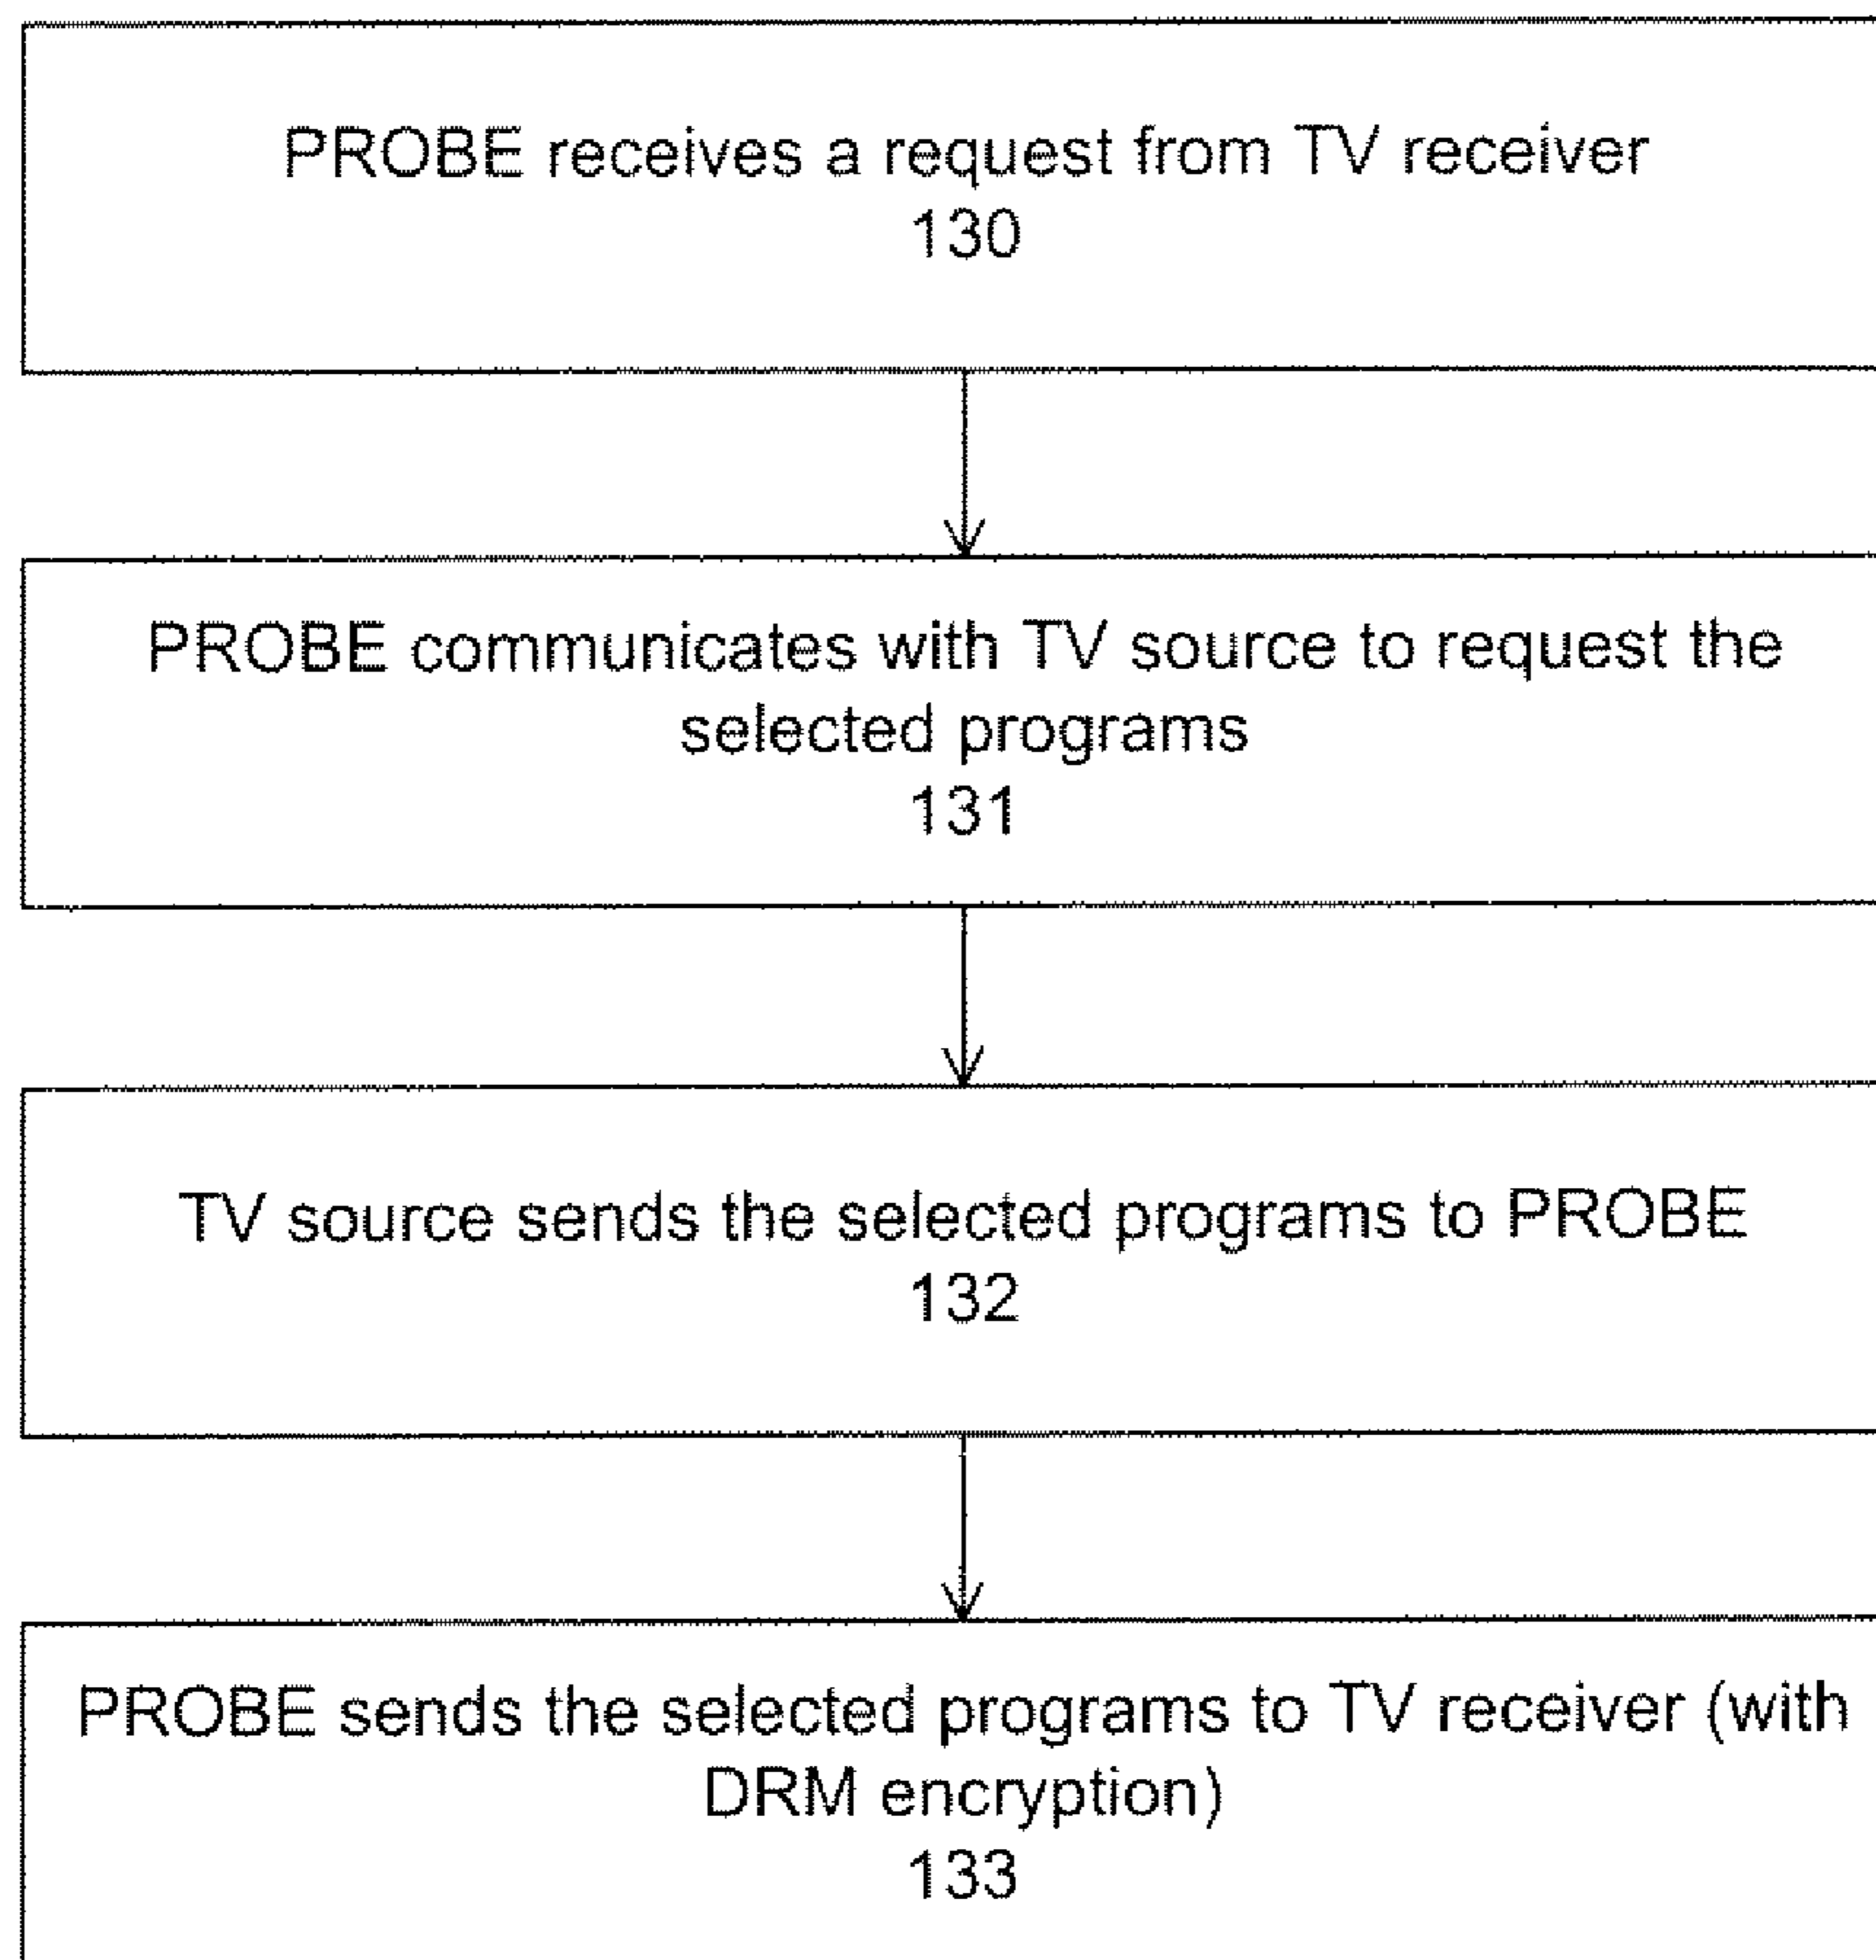 PROBE receives a request from TV receiver
130
PROBE communicates with TV source to request the
selected programs
131
TV source sends the selected programs to PROBE
132
PROBE sends the selected programs to TV receiver (with
DRM encryption)
133